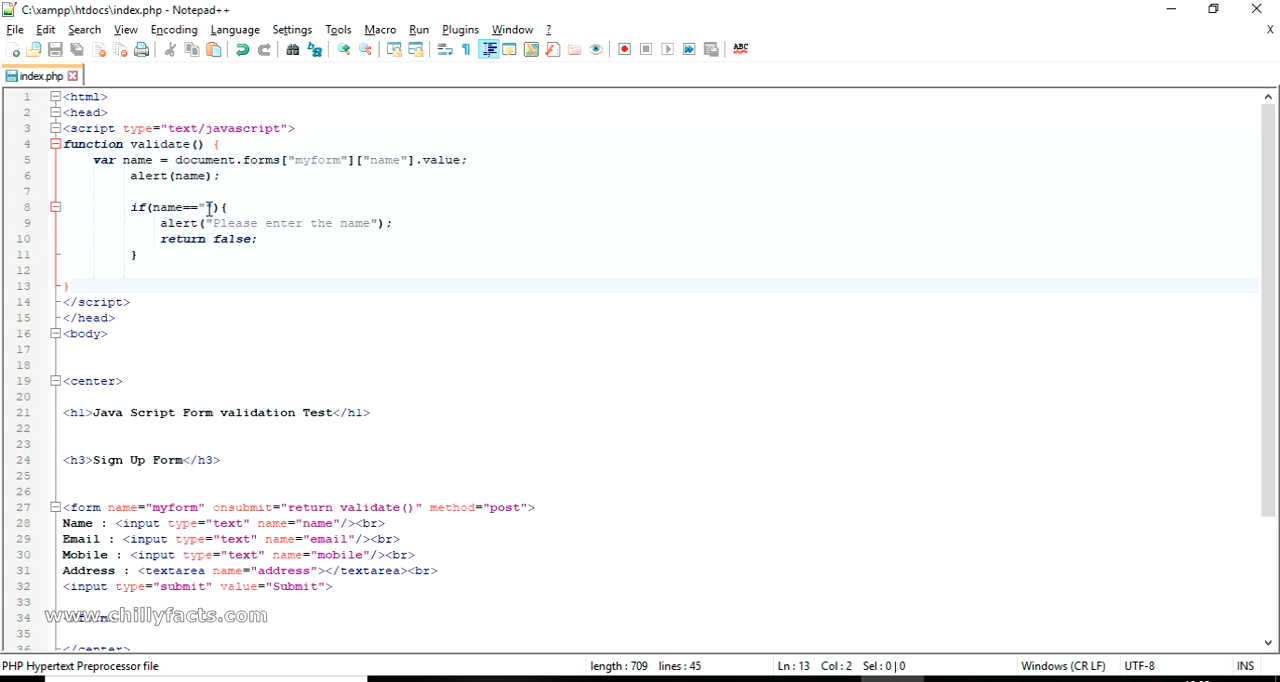 C:\xampp\htdocs\index.php - Notepad++
File Edit Search View Encoding Language Settings Tools Macro Run Plugins Window ? X
ABC
index.php
1 <html>
2 <head>
3 <script type="text/javascript">
4 function validate() {
5 var name = document.forms["myform"]["name"].value;
6 alert(name);
7
8 if(name==""){
9 alert("Please enter the name");
10 return false;
11 }
12
13 }
14 </script>
15 </head>
16 <body>
17
18
19 <center>
20
21 <h1>Java Script Form validation Test</h1>
22
23
24 <h3>Sign Up Form</h3>
25
26
27 <form name="myform" onsubmit="return validate()" method="post">
28 Name : <input type="text" name="name"/><br>
29 Email : <input type="text" name="email"/><br>
30 Mobile : <input type="text" name="mobile"/><br>
31 Address : <textarea name="address"></textarea><br>
32 <input type="submit" value="Submit">
33
34
www.chillyfacts.com
35
36 </center>
PHP Hypertext Preprocessor file length : 709 lines : 45 Ln : 13 Col : 2 Sel : 0 | 0 Windows (CR LF) UTF-8 INS